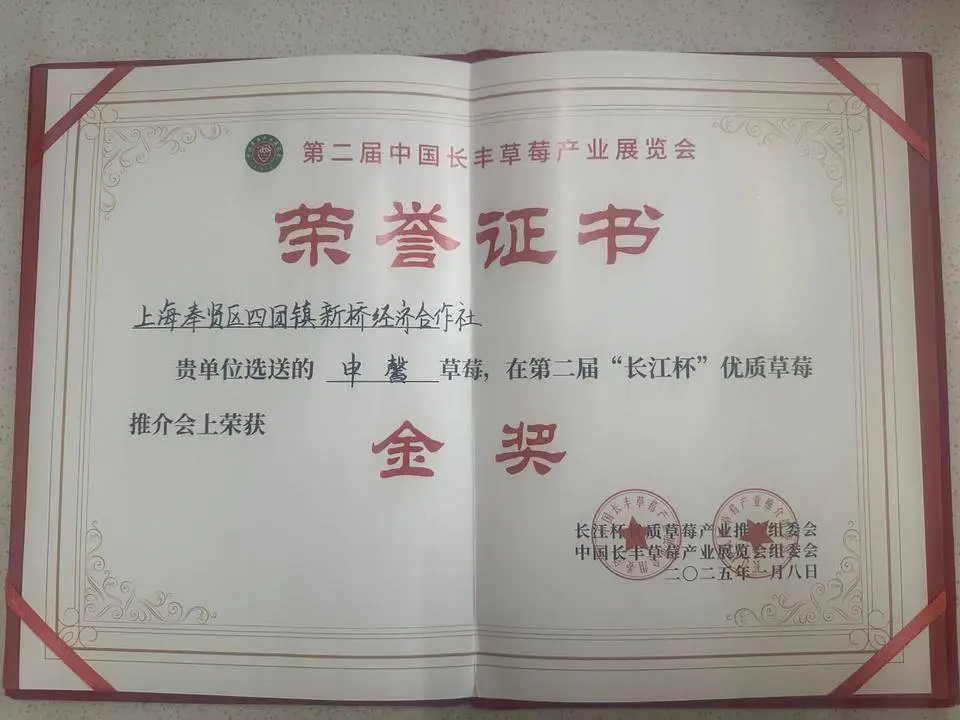 第二届中国长丰草莓产业展览会
荣誉证书
上海奉贤区四团镇新桥经济合作社
贵单位选送的 申馨 草莓，在第二届“长江杯”优质草莓
推介会上荣获
金奖
长江杯优质草莓产业推介组委会
中国长丰草莓产业展览会组委会
二〇二五年一月八日